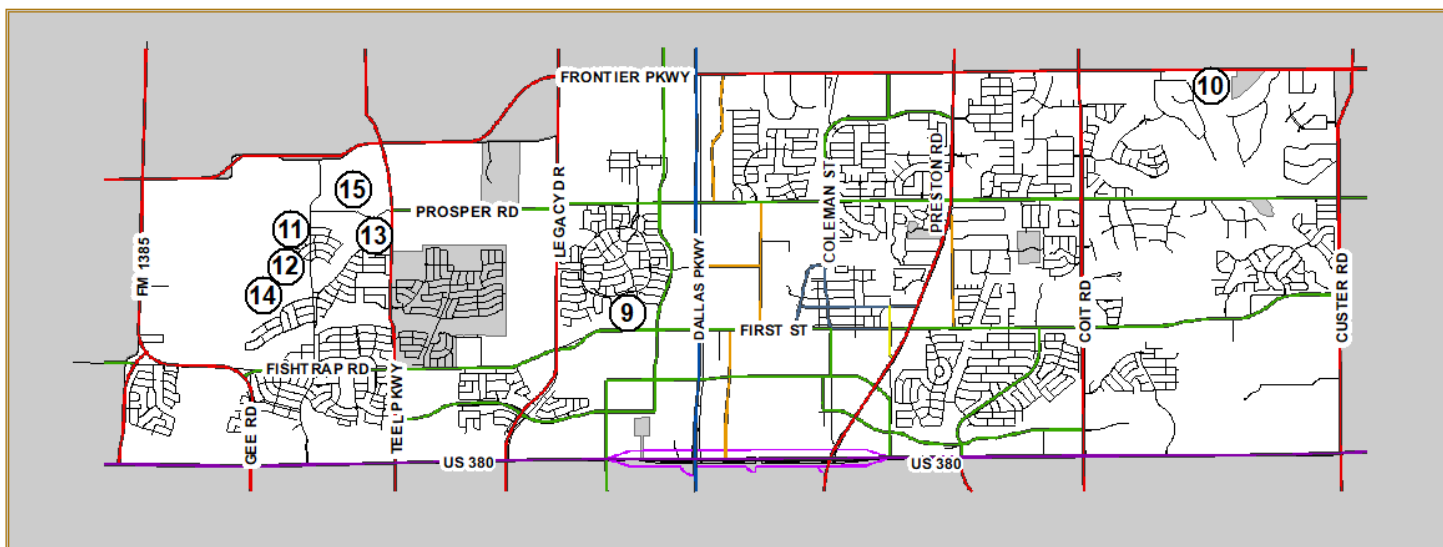 FRONTIER PKWY
10
15
PROSPER RD
LEGACY DR
COLEMAN ST
PRESTON RD
11
13
12
14
FM 1385
9
DALLAS PKWY
FIRST ST
COIT RD
CUSTER RD
FISHTRAP RD
GEE RD
TEEL PKWY
US 380
US 380